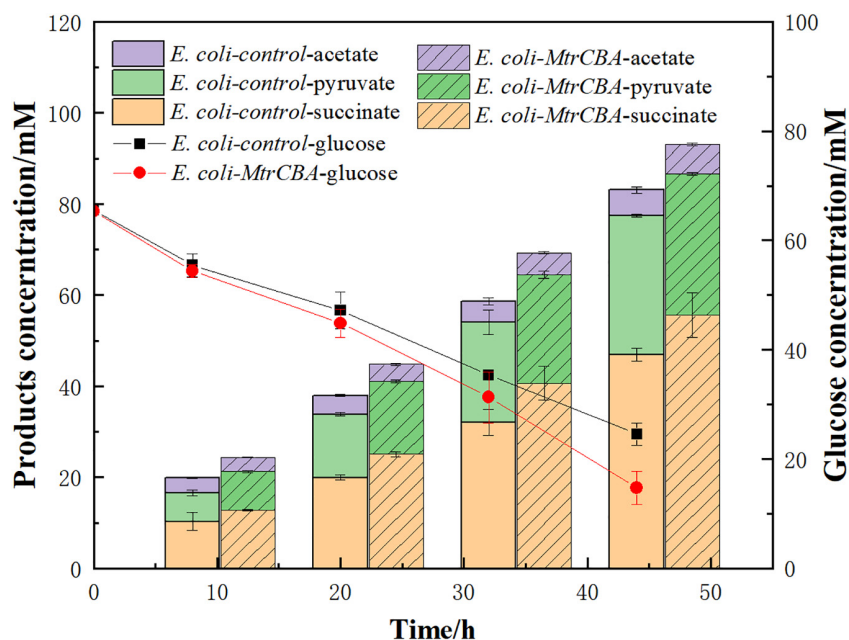 120
100
80
60
40
20
0
Products concerntration/mM
E. coli-control-acetate
E. coli-control-pyruvate
E. coli-control-succinate
E. coli-control-glucose
E. coli-MtrCBA-glucose
E. coli-MtrCBA-acetate
E. coli-MtrCBA-pyruvate
E. coli-MtrCBA-succinate
100
80
60
40
20
0
Glucose concerntration/mM
0 10 20 30 40 50
Time/h